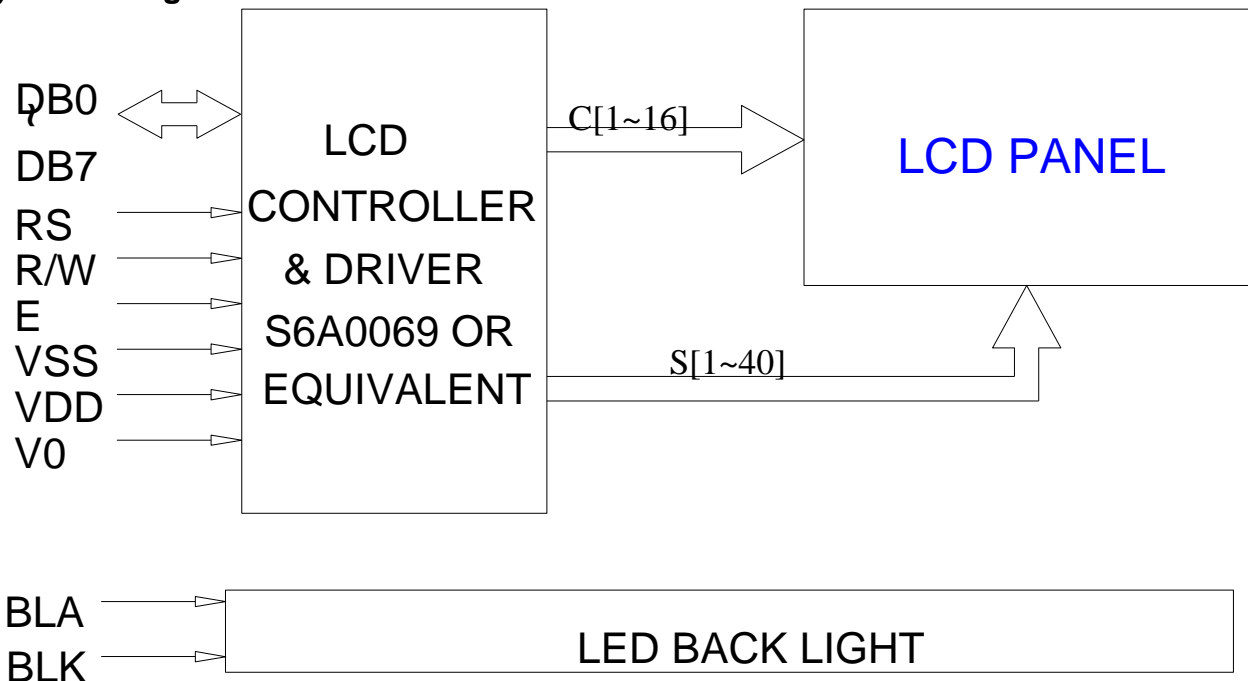 DB0
~
DB7
RS
R/W
E
VSS
VDD
V0
LCD
CONTROLLER
& DRIVER
S6A0069 OR
EQUIVALENT
C[1~16]
S[1~40]
LCD PANEL
BLA
BLK
LED BACK LIGHT